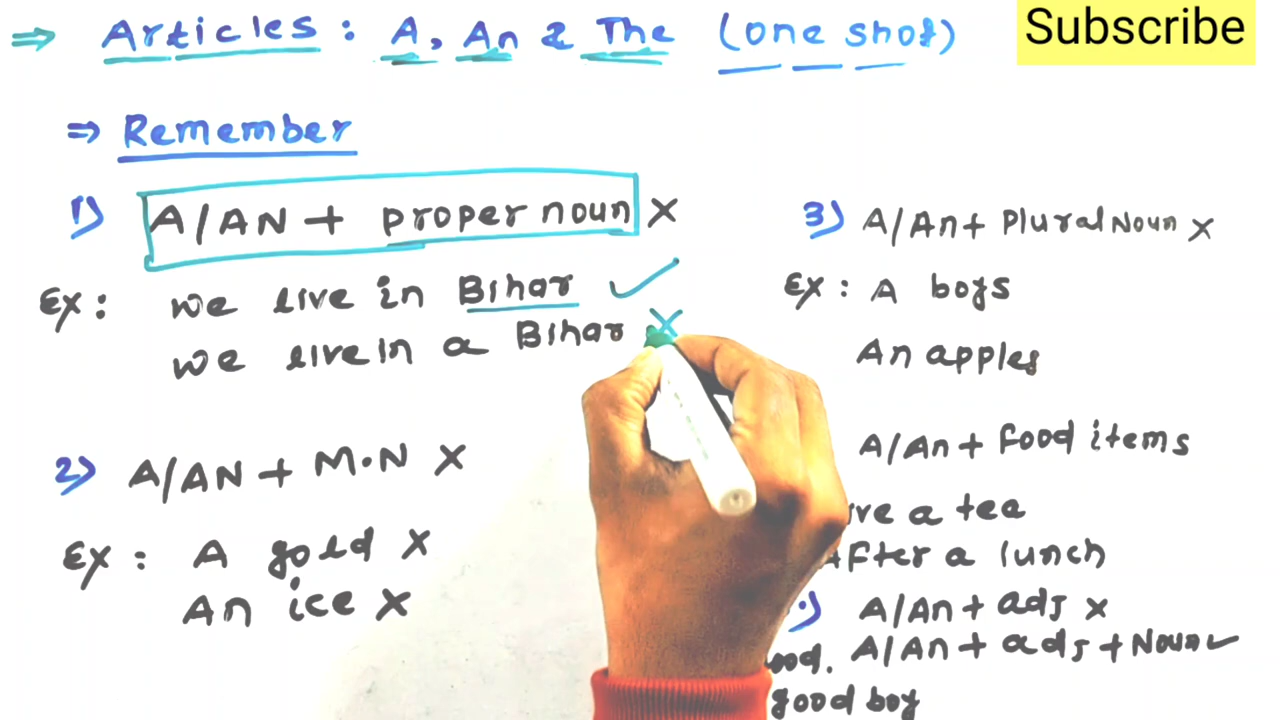 ⇒ Articles : A, An & The (one shot)
Subscribe
⇒ Remember
1) A/AN + proper noun X
Ex : we live in Bihar ✓
we live in a Bihar X
2) A/AN + M.N X
Ex : A gold X
An ice X
3) A/An + Plural Noun X
Ex : A boys
An apples
A/An + Food items
a tea
After a lunch
A/An + adj X
A/An + adj + Noun ✓
good boy